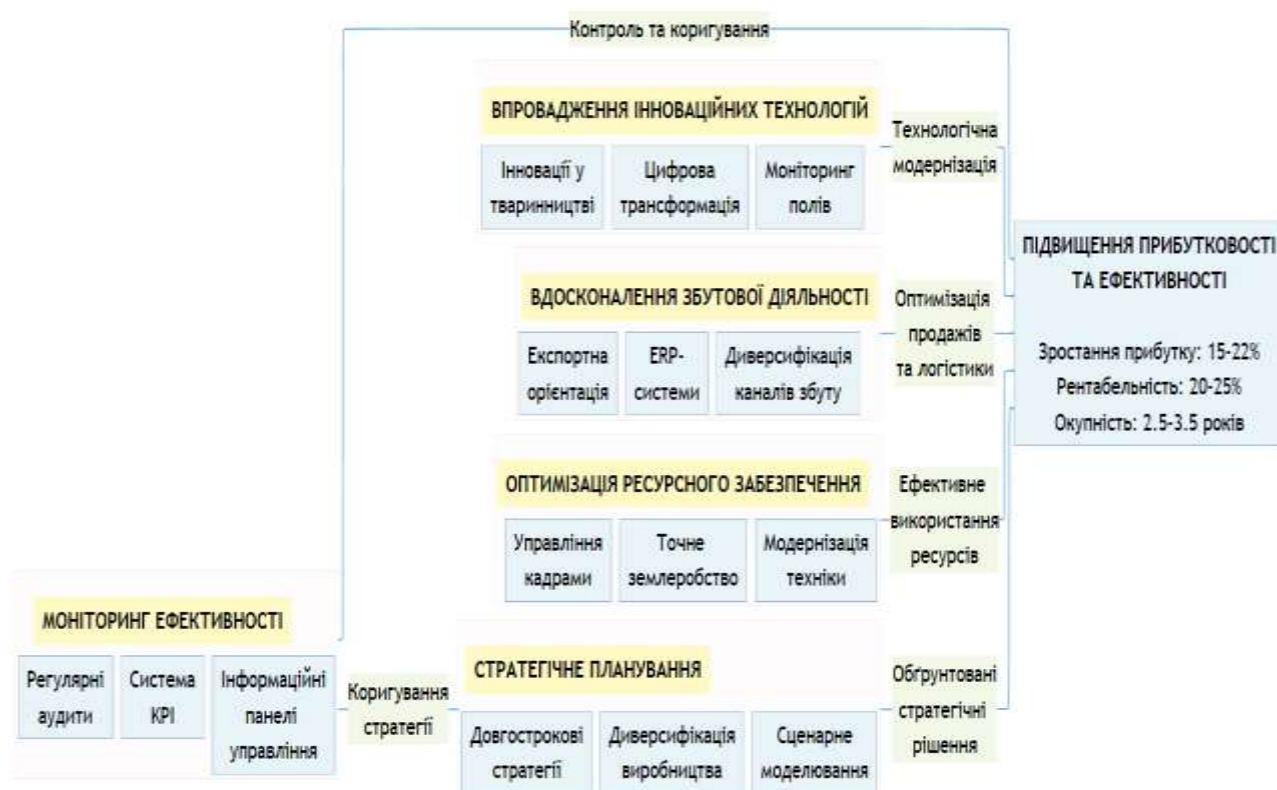 Контроль та коригування
ВПРОВАДЖЕННЯ ІННОВАЦІЙНИХ ТЕХНОЛОГІЙ
Інновації у
тваринництві
Цифрова
трансформація
Моніторинг
полів
Технологічна
модернізація
ВДОСКОНАЛЕННЯ ЗБУТОВОЇ ДІЯЛЬНОСТІ
Експортна
орієнтація
ERP-
системи
Диверсифікація
каналів збуту
Оптимізація
продажів
та логістики
ОПТИМІЗАЦІЯ РЕСУРСНОГО ЗАБЕЗПЕЧЕННЯ
Управління
кадрами
Точне
землеробство
Модернізація
техніки
Ефективне
використання
ресурсів
МОНІТОРИНГ ЕФЕКТИВНОСТІ
Регулярні
аудити
Система
KPI
Інформаційні
панелі
управління
Коригування
стратегії
СТРАТЕГІЧНЕ ПЛАНУВАННЯ
Довгострокові
стратегії
Диверсифікація
виробництва
Сценарне
моделювання
Обґрунтовані
стратегічні
рішення
ПІДВИЩЕННЯ ПРИБУТКОВОСТІ
ТА ЕФЕКТИВНОСТІ
Зростання прибутку: 15-22%
Рентабельність: 20-25%
Окупність: 2.5-3.5 років